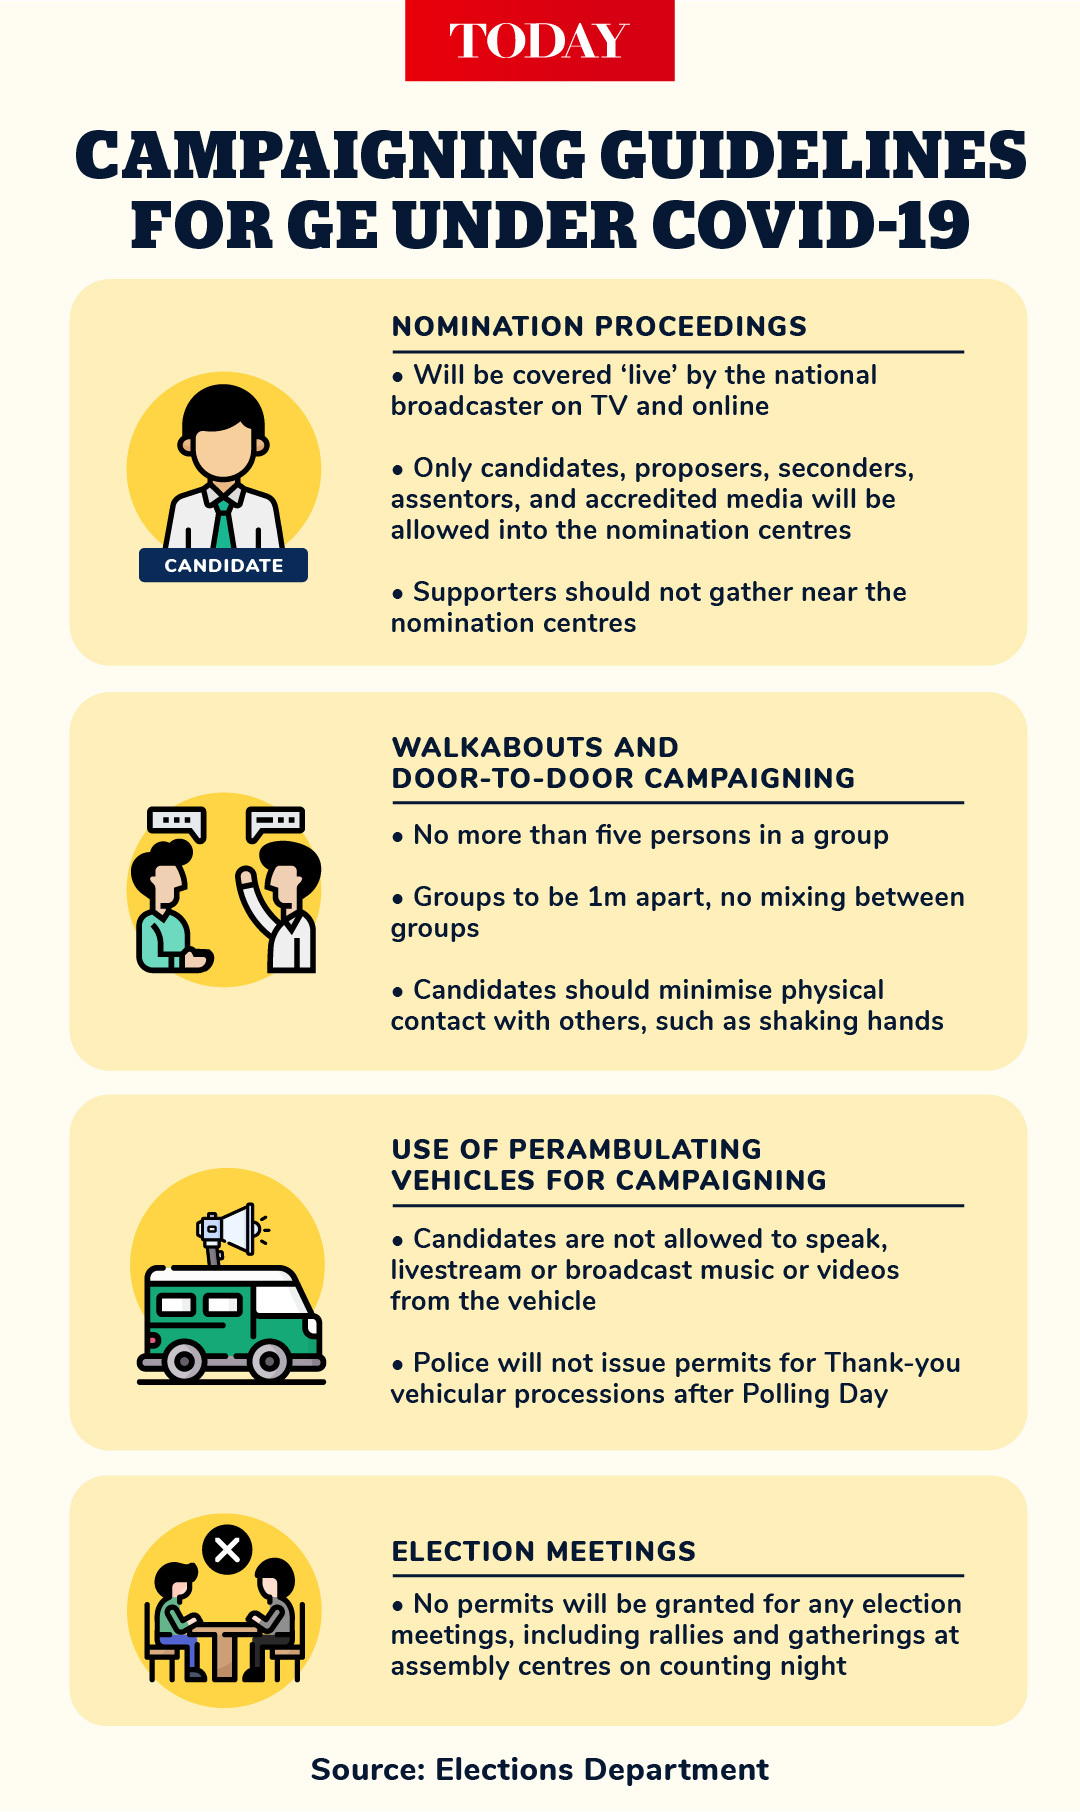 TODAY
CAMPAIGNING GUIDELINES
FOR GE UNDER COVID-19
NOMINATION PROCEEDINGS
• Will be covered ‘live’ by the national
broadcaster on TV and online
• Only candidates, proposers, seconders,
assentors, and accredited media will be
allowed into the nomination centres
• Supporters should not gather near the
nomination centres
CANDIDATE
WALKABOUTS AND
DOOR-TO-DOOR CAMPAIGNING
• No more than five persons in a group
• Groups to be 1m apart, no mixing between
groups
• Candidates should minimise physical
contact with others, such as shaking hands
USE OF PERAMBULATING
VEHICLES FOR CAMPAIGNING
• Candidates are not allowed to speak,
livestream or broadcast music or videos
from the vehicle
• Police will not issue permits for Thank-you
vehicular processions after Polling Day
ELECTION MEETINGS
• No permits will be granted for any election
meetings, including rallies and gatherings at
assembly centres on counting night
Source: Elections Department